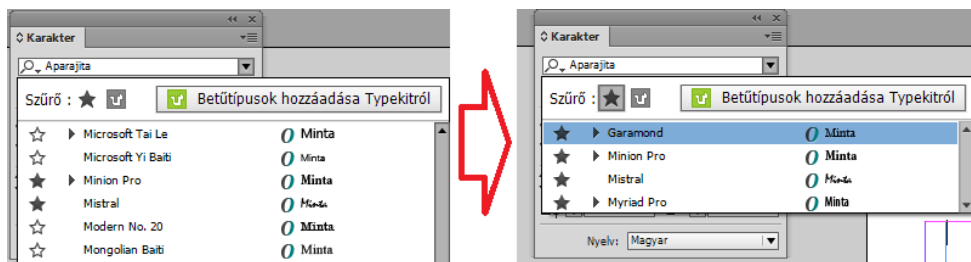 Karakter
Aparajita
Szűrő : Betűtípusok hozzáadása Typekitról
Microsoft Tai Le O Minta
Microsoft Yi Baiti O Minta
Minion Pro O Minta
Mistral O Minta
Modern No. 20 O Minta
Mongolian Baiti O Minta
Karakter
Aparajita
Szűrő : Betűtípusok hozzáadása Typekitról
Garamond O Minta
Minion Pro O Minta
Mistral O Minta
Myriad Pro O Minta
Nyelv: Magyar